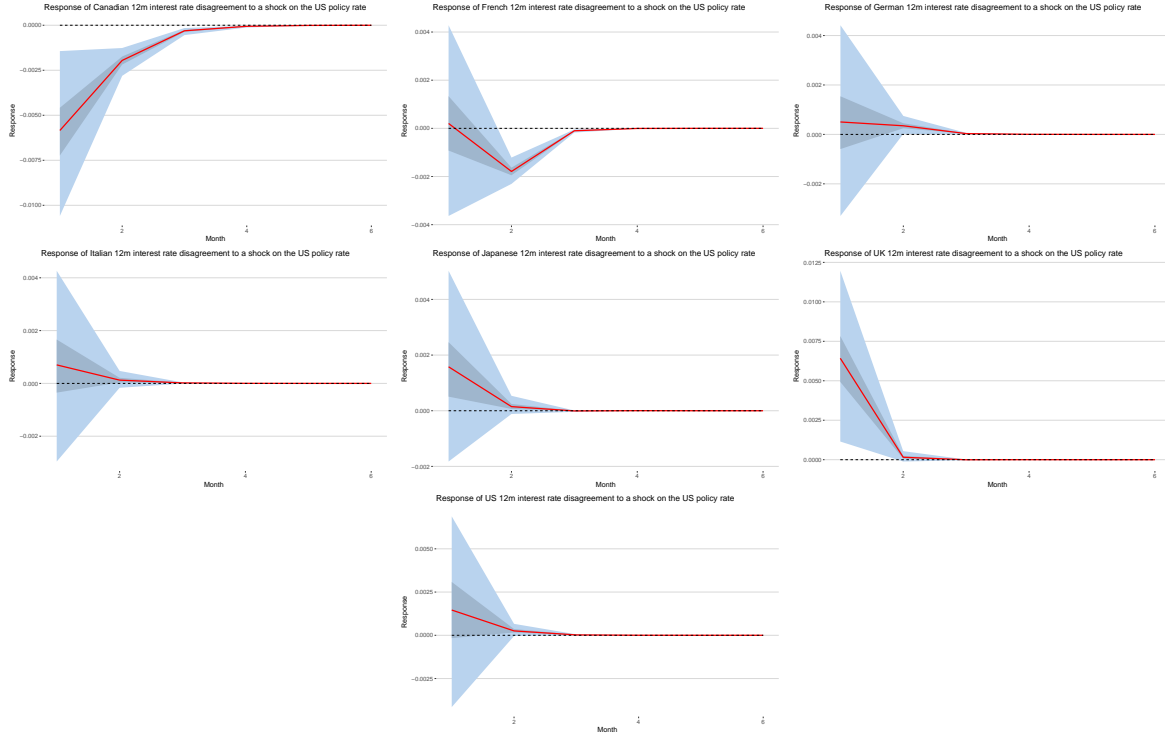 Response of Canadian 12m interest rate disagreement to a shock on the US policy rate
0.0000
−0.0025
−0.0050
−0.0075
−0.0100
Response
2
4
6
Month
Response of French 12m interest rate disagreement to a shock on the US policy rate
0.004
0.002
0.000
−0.002
−0.004
Response
2
4
6
Month
Response of German 12m interest rate disagreement to a shock on the US policy rate
0.004
0.002
0.000
−0.002
Response
2
4
6
Month
Response of Italian 12m interest rate disagreement to a shock on the US policy rate
0.004
0.002
0.000
−0.002
Response
2
4
6
Month
Response of Japanese 12m interest rate disagreement to a shock on the US policy rate
0.004
0.002
0.000
−0.002
Response
2
4
6
Month
Response of UK 12m interest rate disagreement to a shock on the US policy rate
0.0125
0.0100
0.0075
0.0050
0.0025
0.0000
Response
2
4
6
Month
Response of US 12m interest rate disagreement to a shock on the US policy rate
0.0050
0.0025
0.0000
−0.0025
Response
2
4
6
Month